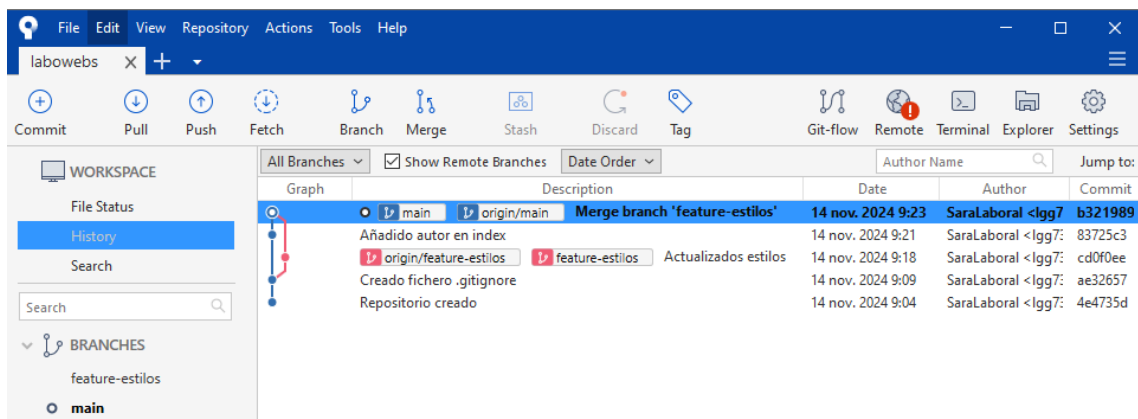 File Edit View Repository Actions Tools Help
labowebs
Commit Pull Push Fetch Branch Merge Stash Discard Tag Git-flow Remote Terminal Explorer Settings
WORKSPACE
File Status
History
Search
Search
BRANCHES
feature-estilos
main
All Branches Show Remote Branches Date Order Author Name Jump to:
Graph Description Date Author Commit
main origin/main Merge branch 'feature-estilos' 14 nov. 2024 9:23 SaraLaboral <lgg7 b321989
Añadido autor en index 14 nov. 2024 9:21 SaraLaboral <lgg7: 83725c3
origin/feature-estilos feature-estilos Actualizados estilos 14 nov. 2024 9:18 SaraLaboral <lgg7: cd0f0ee
Creado fichero .gitignore 14 nov. 2024 9:09 SaraLaboral <lgg7: ae32657
Repositorio creado 14 nov. 2024 9:04 SaraLaboral <lgg7: 4e4735d